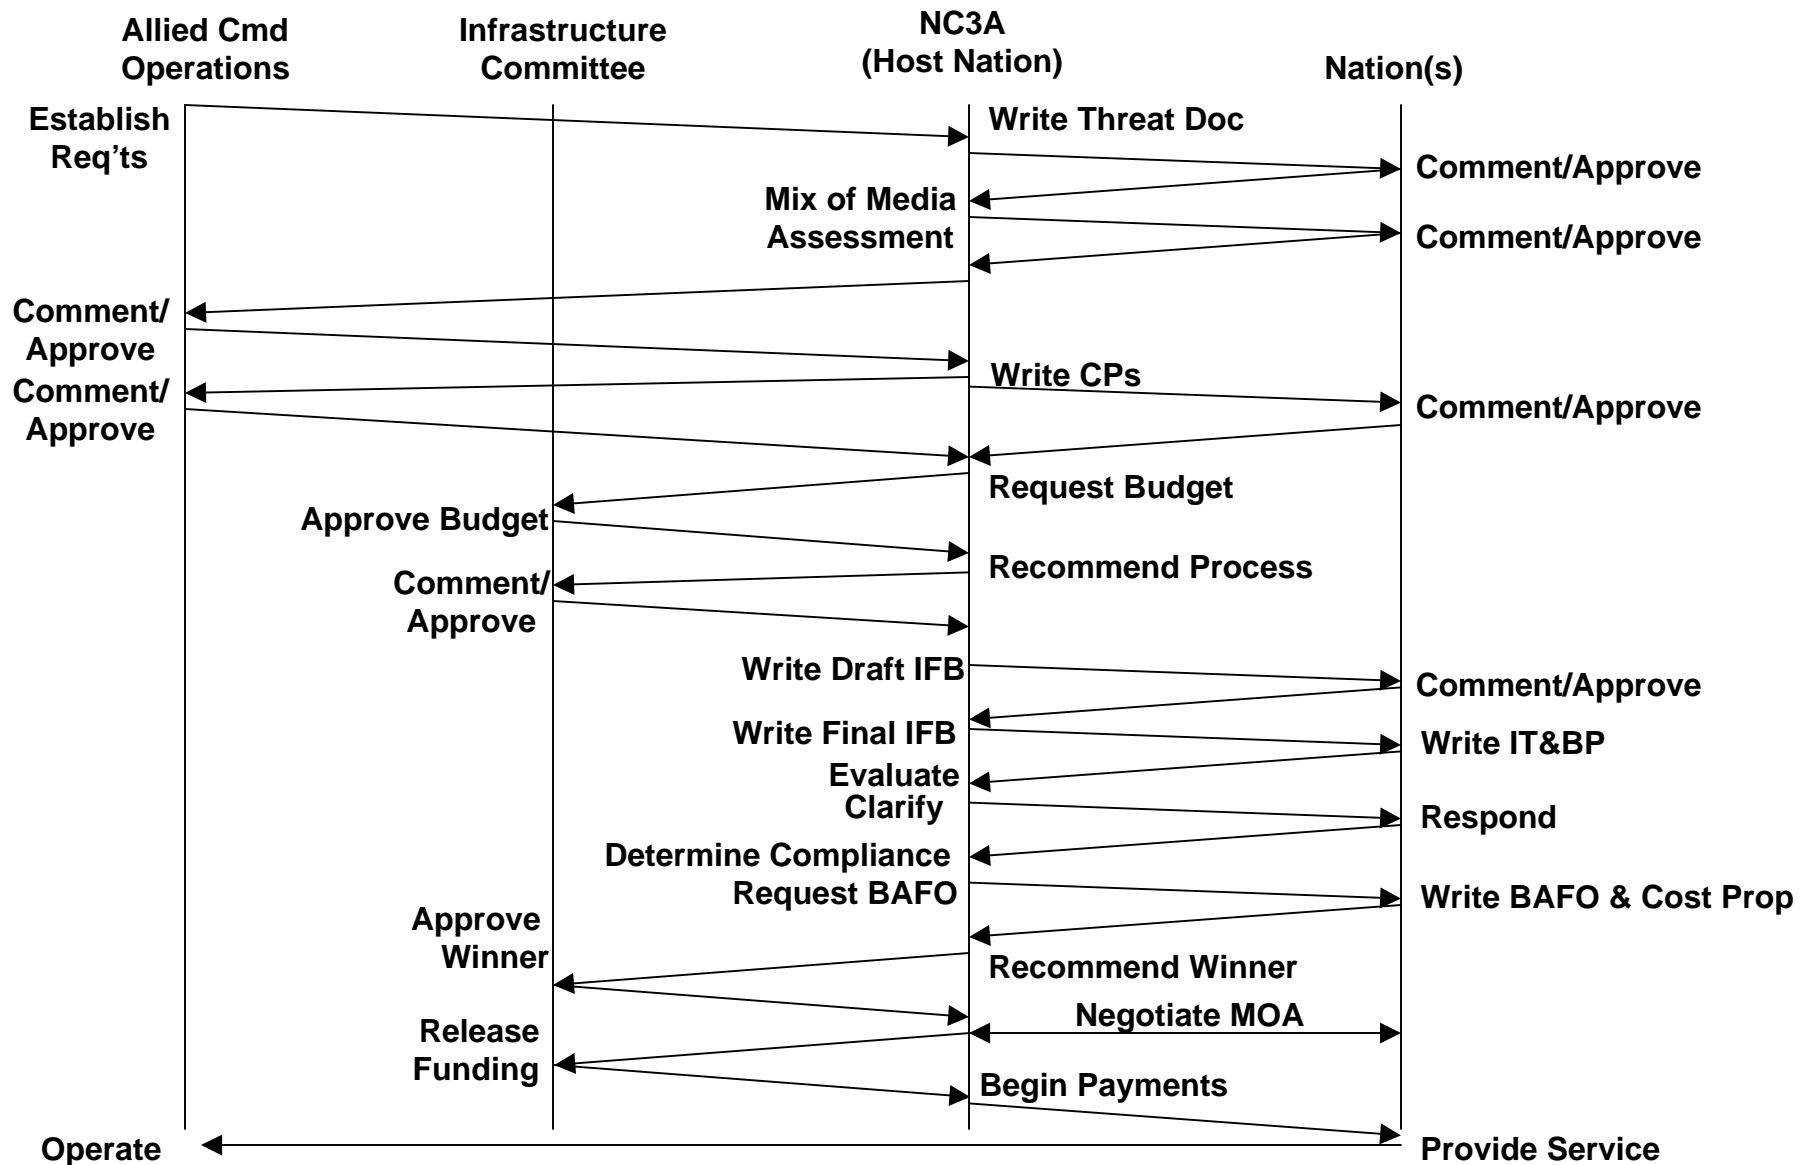 Allied Cmd
Operations
Infrastructure
Committee
NC3A
(Host Nation)
Nation(s)
Establish
Req'ts
Write Threat Doc
Comment/Approve
Mix of Media
Assessment
Comment/Approve
Comment/
Approve
Comment/
Approve
Write CPs
Comment/Approve
Request Budget
Approve Budget
Recommend Process
Comment/
Approve
Write Draft IFB
Comment/Approve
Write Final IFB
Write IT&BP
Evaluate
Clarify
Respond
Determine Compliance
Request BAFO
Write BAFO & Cost Prop
Approve
Winner
Recommend Winner
Negotiate MOA
Release
Funding
Begin Payments
Operate
Provide Service